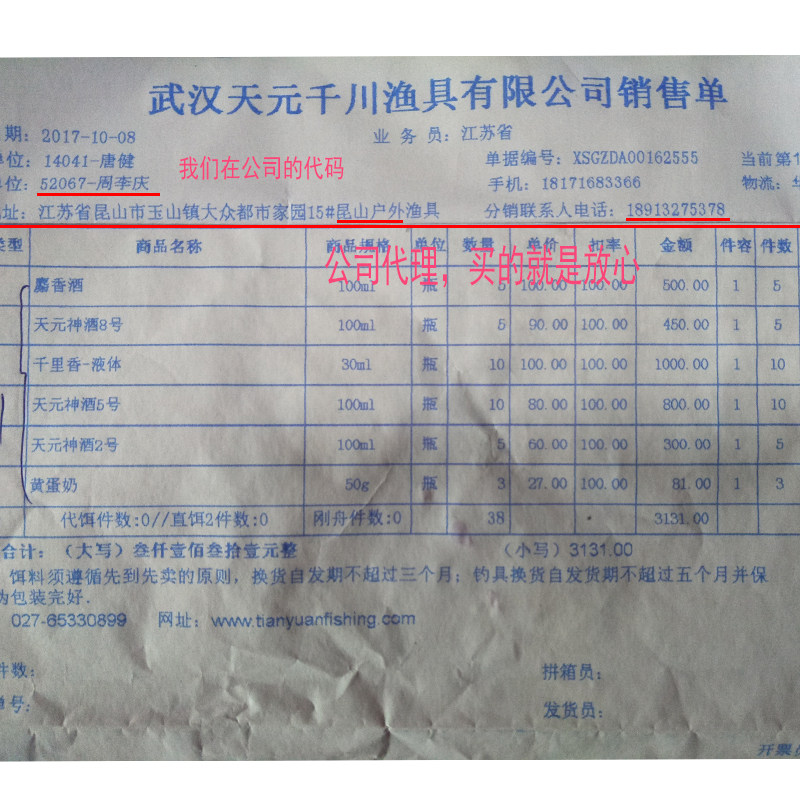 武汉天元千川渔具有限公司销售单
期: 2017-10-08 业 务 员: 江苏省
单位: 14041-唐健 我们在公司的代码 单据编号: XSGZDA00162555 当前第1
单位: 52067-周李庆 手机: 18171683366 物流:
地址: 江苏省昆山市玉山镇大众都市家园15#昆山户外渔具 分销联系人电话: 18913275378
类型 商品名称 商品规格 单位 数量 单价 扣率 金额 件容 件数
公司代理，买的就是放心
麝香酒 100ml 瓶 5 100.00 100.00 500.00 1 5
天元神酒8号 100ml 瓶 5 90.00 100.00 450.00 1 5
千里香-液体 30ml 瓶 10 100.00 100.00 1000.00 1 10
天元神酒5号 100ml 瓶 10 80.00 100.00 800.00 1 10
天元神酒2号 100ml 瓶 5 60.00 100.00 300.00 1 5
黄蛋奶 50g 瓶 3 27.00 100.00 81.00 1 3
代饵件数:0//直饵2件数:0 刚舟件数:0 38 3131.00
合计: （大写）叁仟壹佰叁拾壹元整 （小写）3131.00
饵料须遵循先到先卖的原则，换货自发期不超过三个月；钓具换货自发货期不超过五个月并保
包装完好.
027-65330899 网址: www.tianyuanfishing.com
件数: 拼箱员:
单号: 发货员:
开票